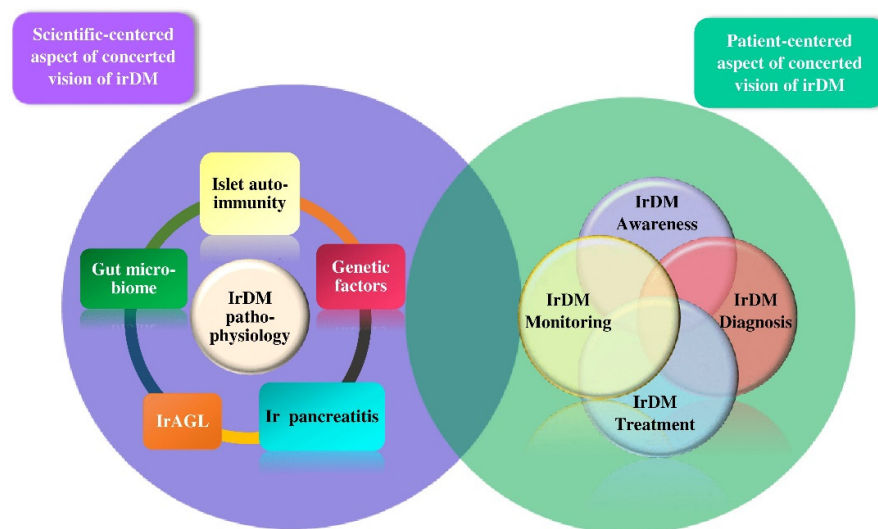 Scientific-centered
aspect of concerted
vision of irDM
Patient-centered
aspect of concerted
vision of irDM
Islet auto-
immunity
Gut micro-
biome
Genetic
factors
IrDM
patho-
physiology
IrAGL
Ir pancreatitis
IrDM
Awareness
IrDM
Monitoring
IrDM
Diagnosis
IrDM
Treatment